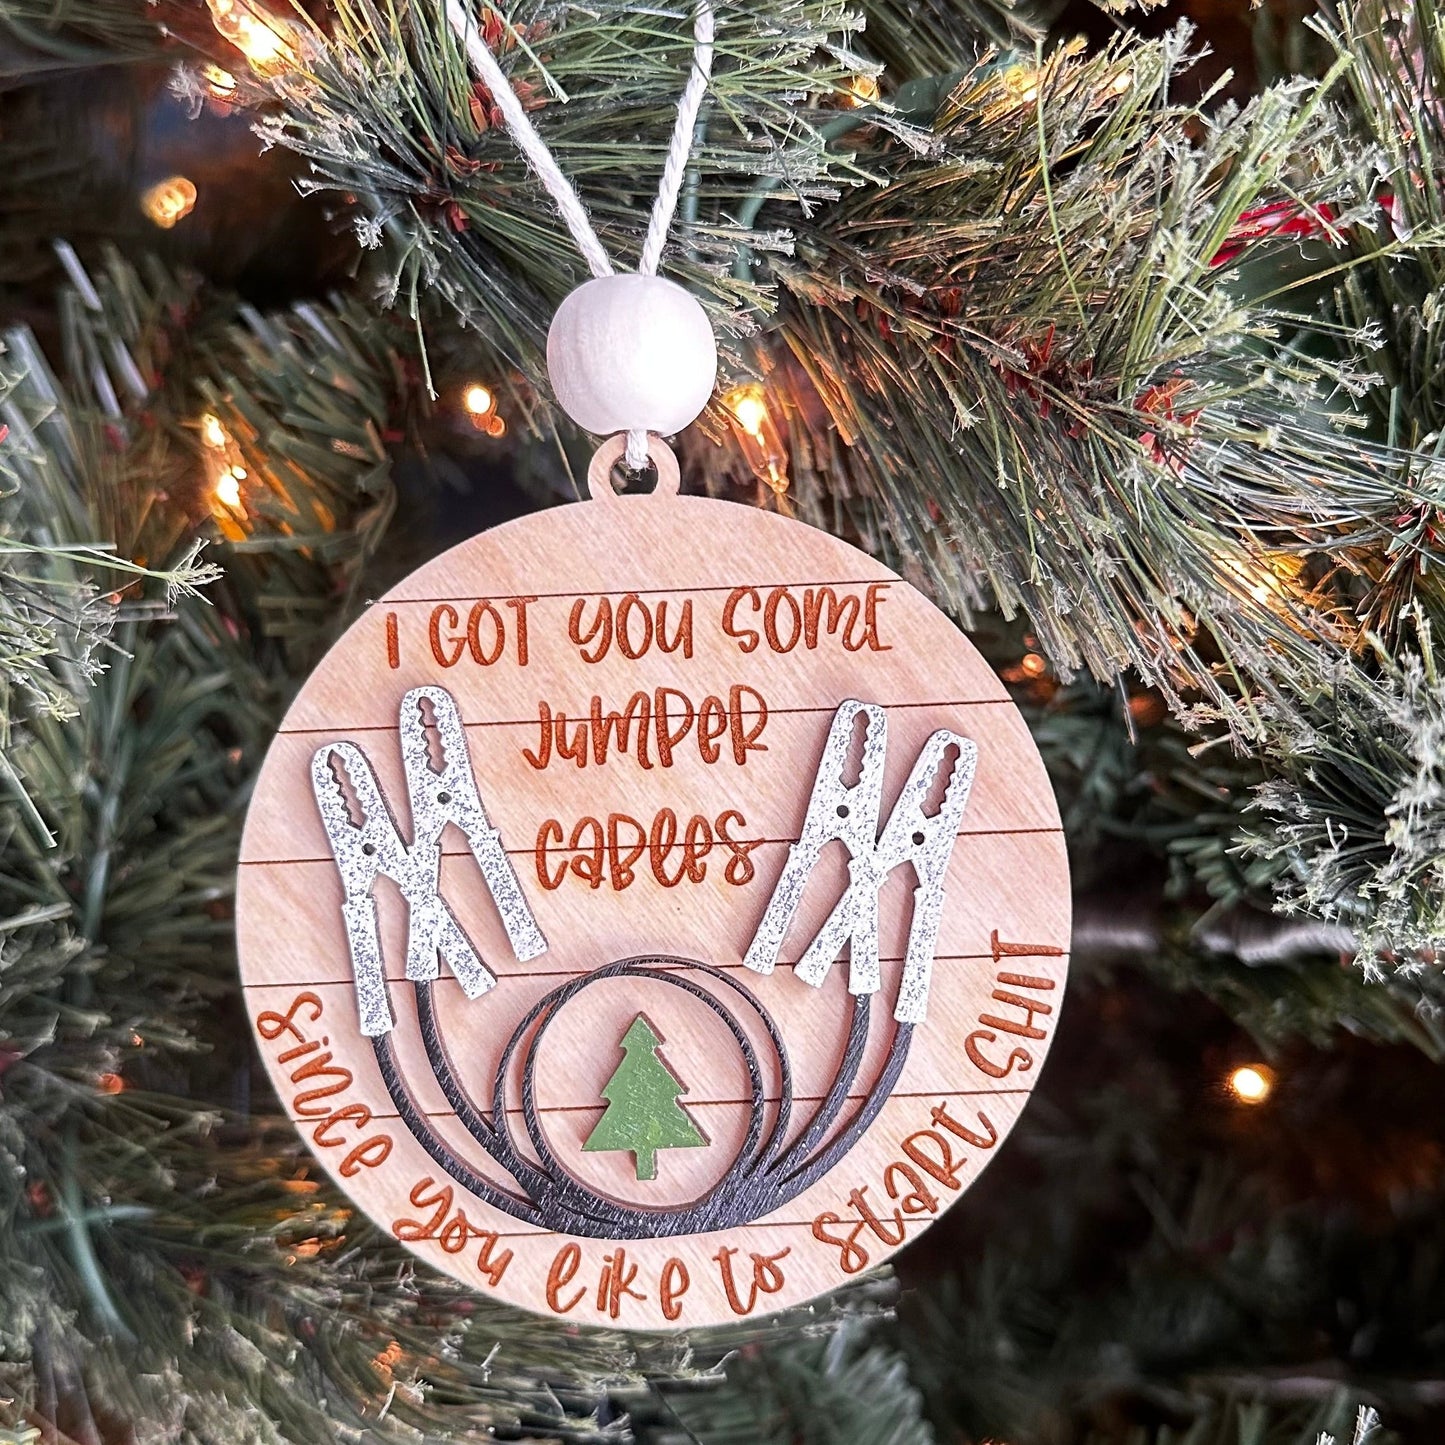 I GOT YOU SOME
JUMPER
CABLES
SINCE YOU LIKE TO START SHIT